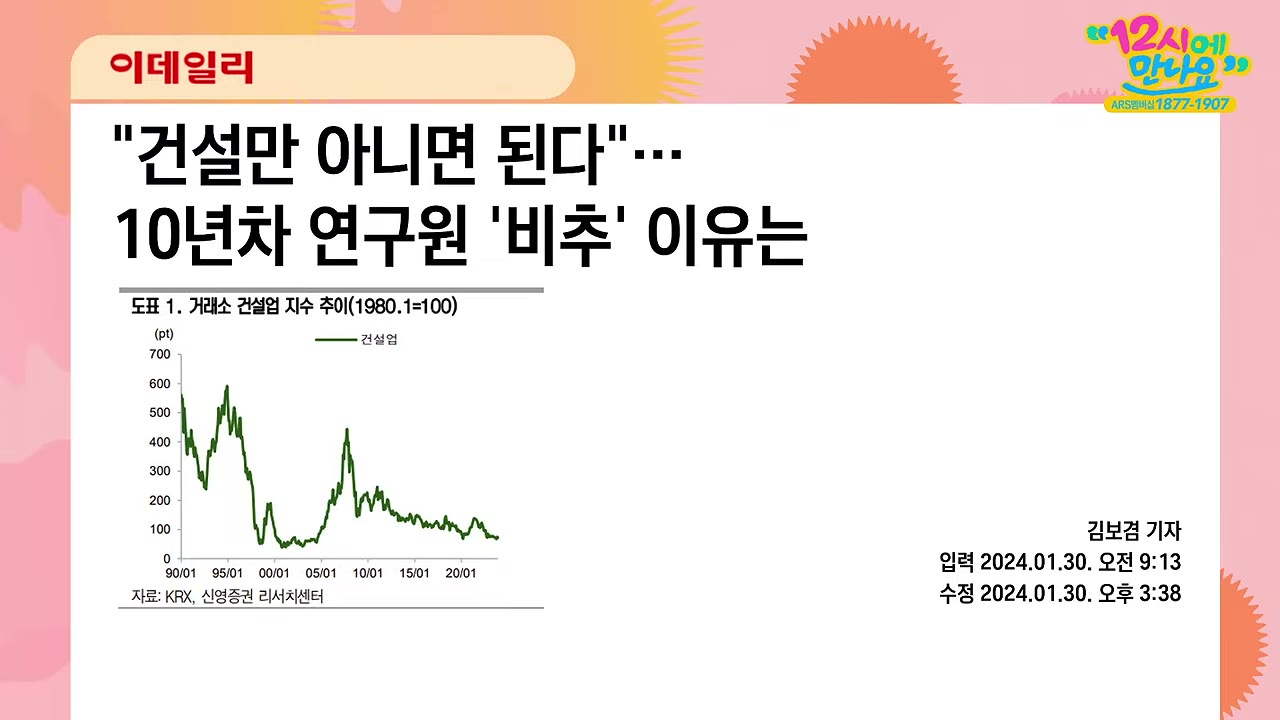 이데일리
"12시에
만나요"
ARS멤버십 1877-1907
"건설만 아니면 된다"…
10년차 연구원 '비추' 이유는
도표 1. 거래소 건설업 지수 추이(1980.1=100)
(pt)
건설업
700
600
500
400
300
200
100
0
90/01 95/01 00/01 05/01 10/01 15/01 20/01
자료: KRX, 신영증권 리서치센터
김보겸 기자
입력 2024.01.30. 오전 9:13
수정 2024.01.30. 오후 3:38